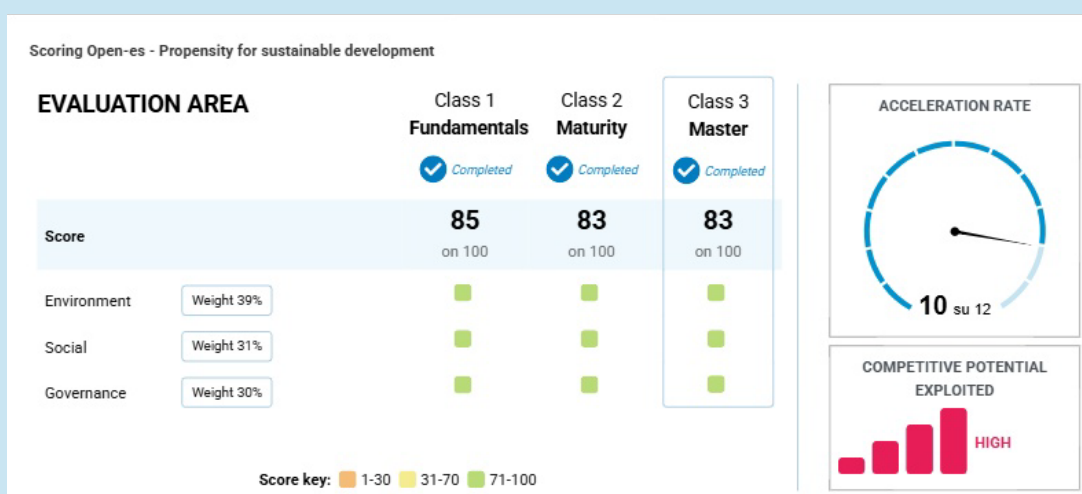 Scoring Open-es - Propensity for sustainable development
EVALUATION AREA
Class 1
Fundamentals
Completed
Class 2
Maturity
Completed
Class 3
Master
Completed
Score
85
on 100
83
on 100
83
on 100
Environment
Weight 39%
Social
Weight 31%
Governance
Weight 30%
Score key: 1-30 31-70 71-100
ACCELERATION RATE
10 su 12
COMPETITIVE POTENTIAL
EXPLOITED
HIGH